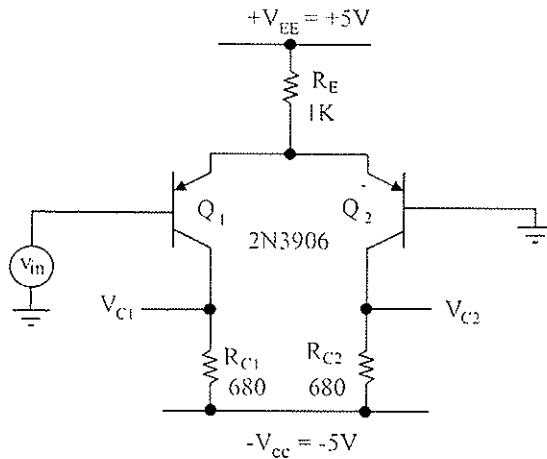 +V_EE = +5V
R_E
1K
Q_1
Q_2
2N3906
v_in
V_C1
V_C2
R_C1
680
R_C2
680
-V_cc = -5V